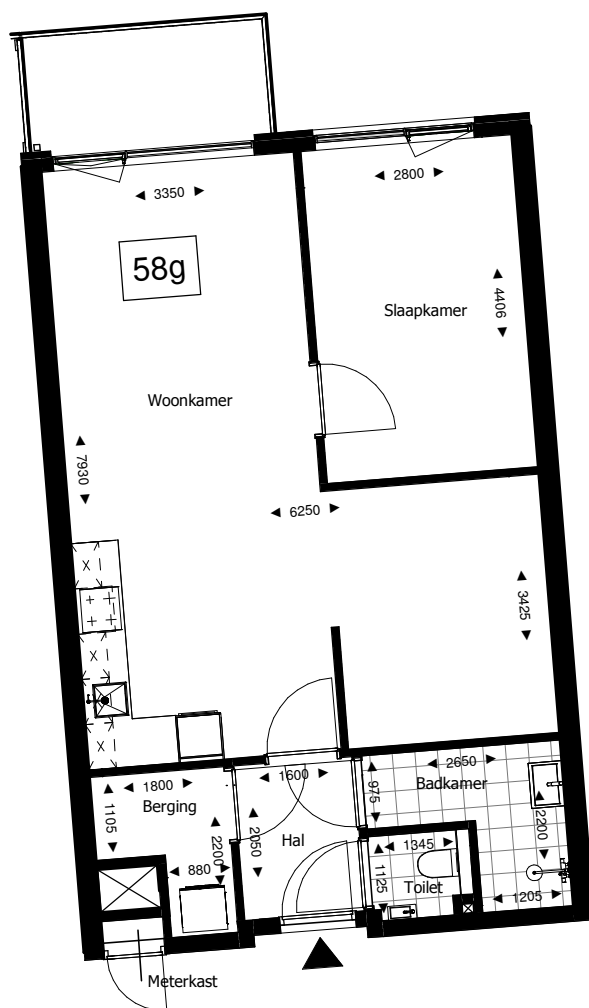 3350
2800
58g
Slaapkamer
4406
Woonkamer
7930
6250
3425
1800
1600
2650
975
Badkamer
1105
Berging
2200
2050
Hal
2200
880
1345
1125
Toilet
1205
Meterkast